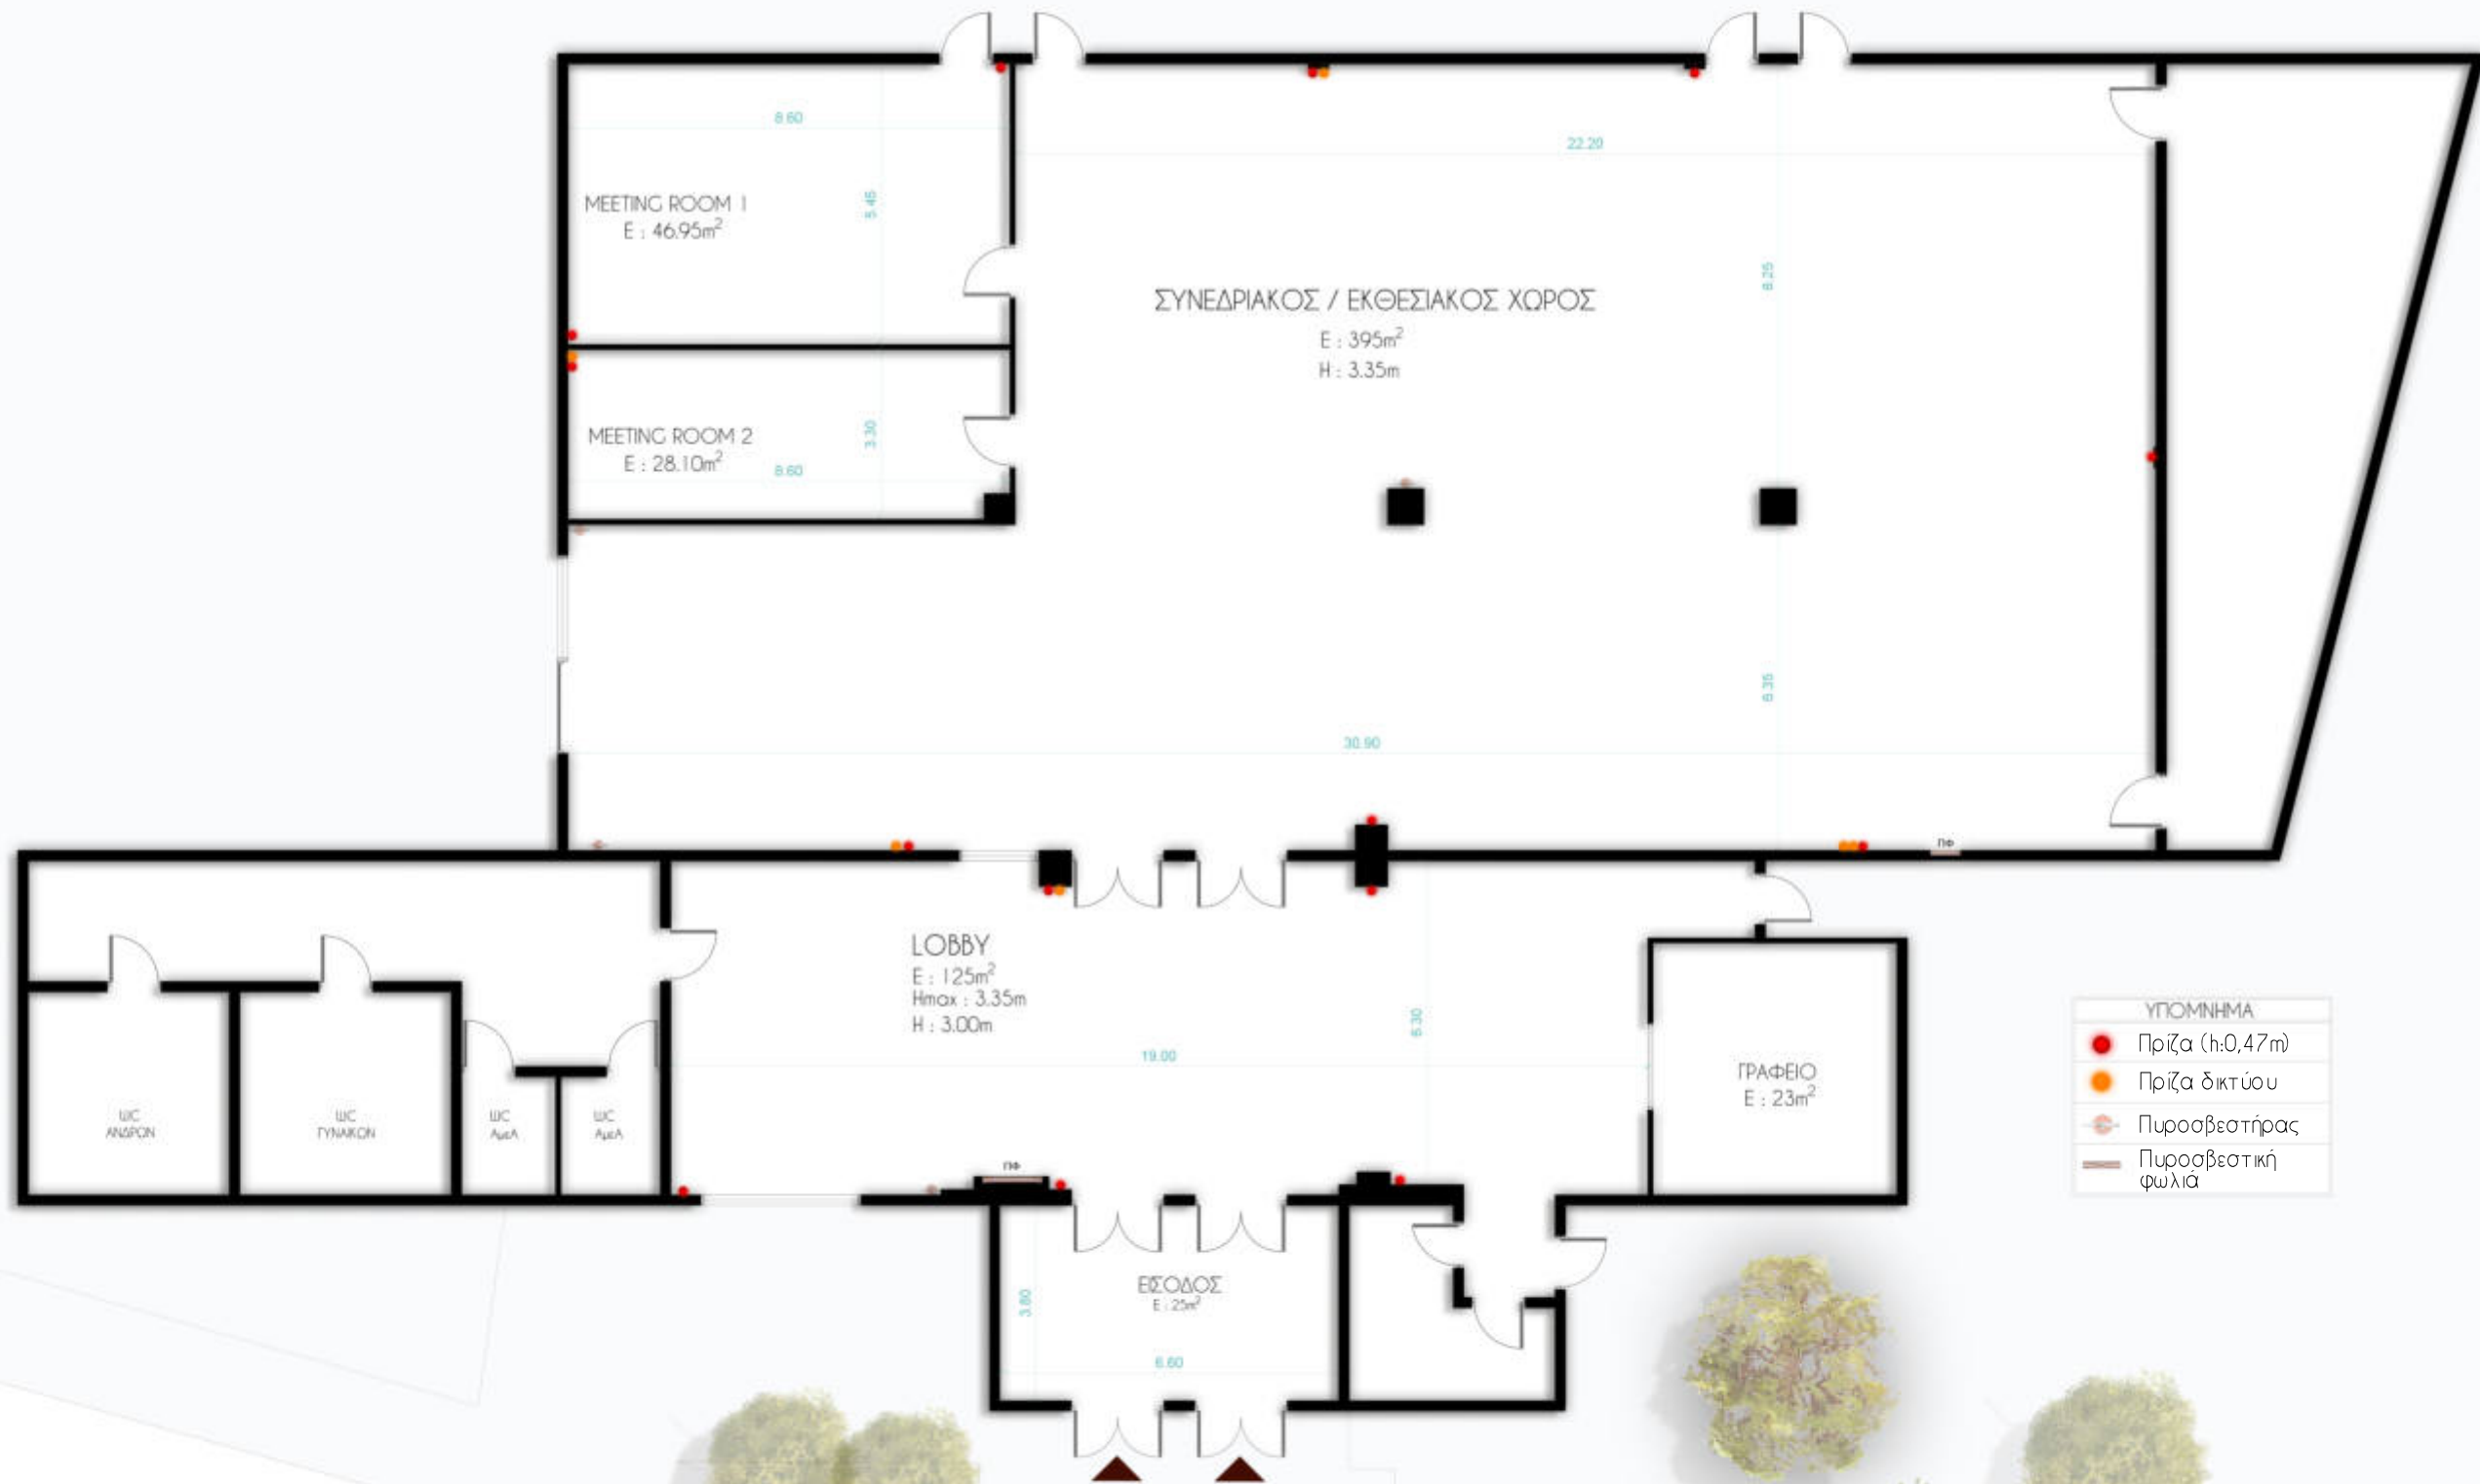 8.60
22.20
MEETING ROOM 1
E : 46.95m²
5.45
8.25
ΣΥΝΕΔΡΙΑΚΟΣ / ΕΚΘΕΣΙΑΚΟΣ ΧΩΡΟΣ
E : 395m²
H : 3.35m
MEETING ROOM 2
E : 28.10m²
3.30
8.60
6.35
30.90
ΠΦ
LOBBY
E : 125m²
Hmax : 3.35m
H : 3.00m
6.30
19.00
ΓΡΑΦΕΙΟ
E : 23m²
WC
ΑΝΔΡΩΝ
WC
ΓΥΝΑΙΚΩΝ
WC
ΑμεΑ
WC
ΑμεΑ
ΠΦ
ΕΙΣΟΔΟΣ
E : 25m²
3.80
6.60
ΥΠΟΜΝΗΜΑ
Πρίζα (h:0,47m)
Πρίζα δικτύου
Πυροσβεστήρας
Πυροσβεστική
φωλιά